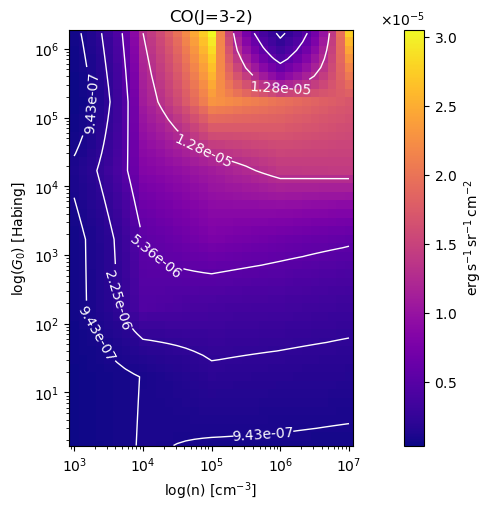 CO(J=3-2)
×10⁻⁵
log(G₀) [Habing]
10⁶
10⁵
10⁴
10³
10²
10¹
9.43e-07
1.28e-05
1.28e-05
5.36e-06
2.25e-06
9.43e-07
9.43e-07
10³
10⁴
10⁵
10⁶
10⁷
log(n) [cm⁻³]
3.0
2.5
2.0
1.5
1.0
0.5
erg s⁻¹ sr⁻¹ cm⁻²